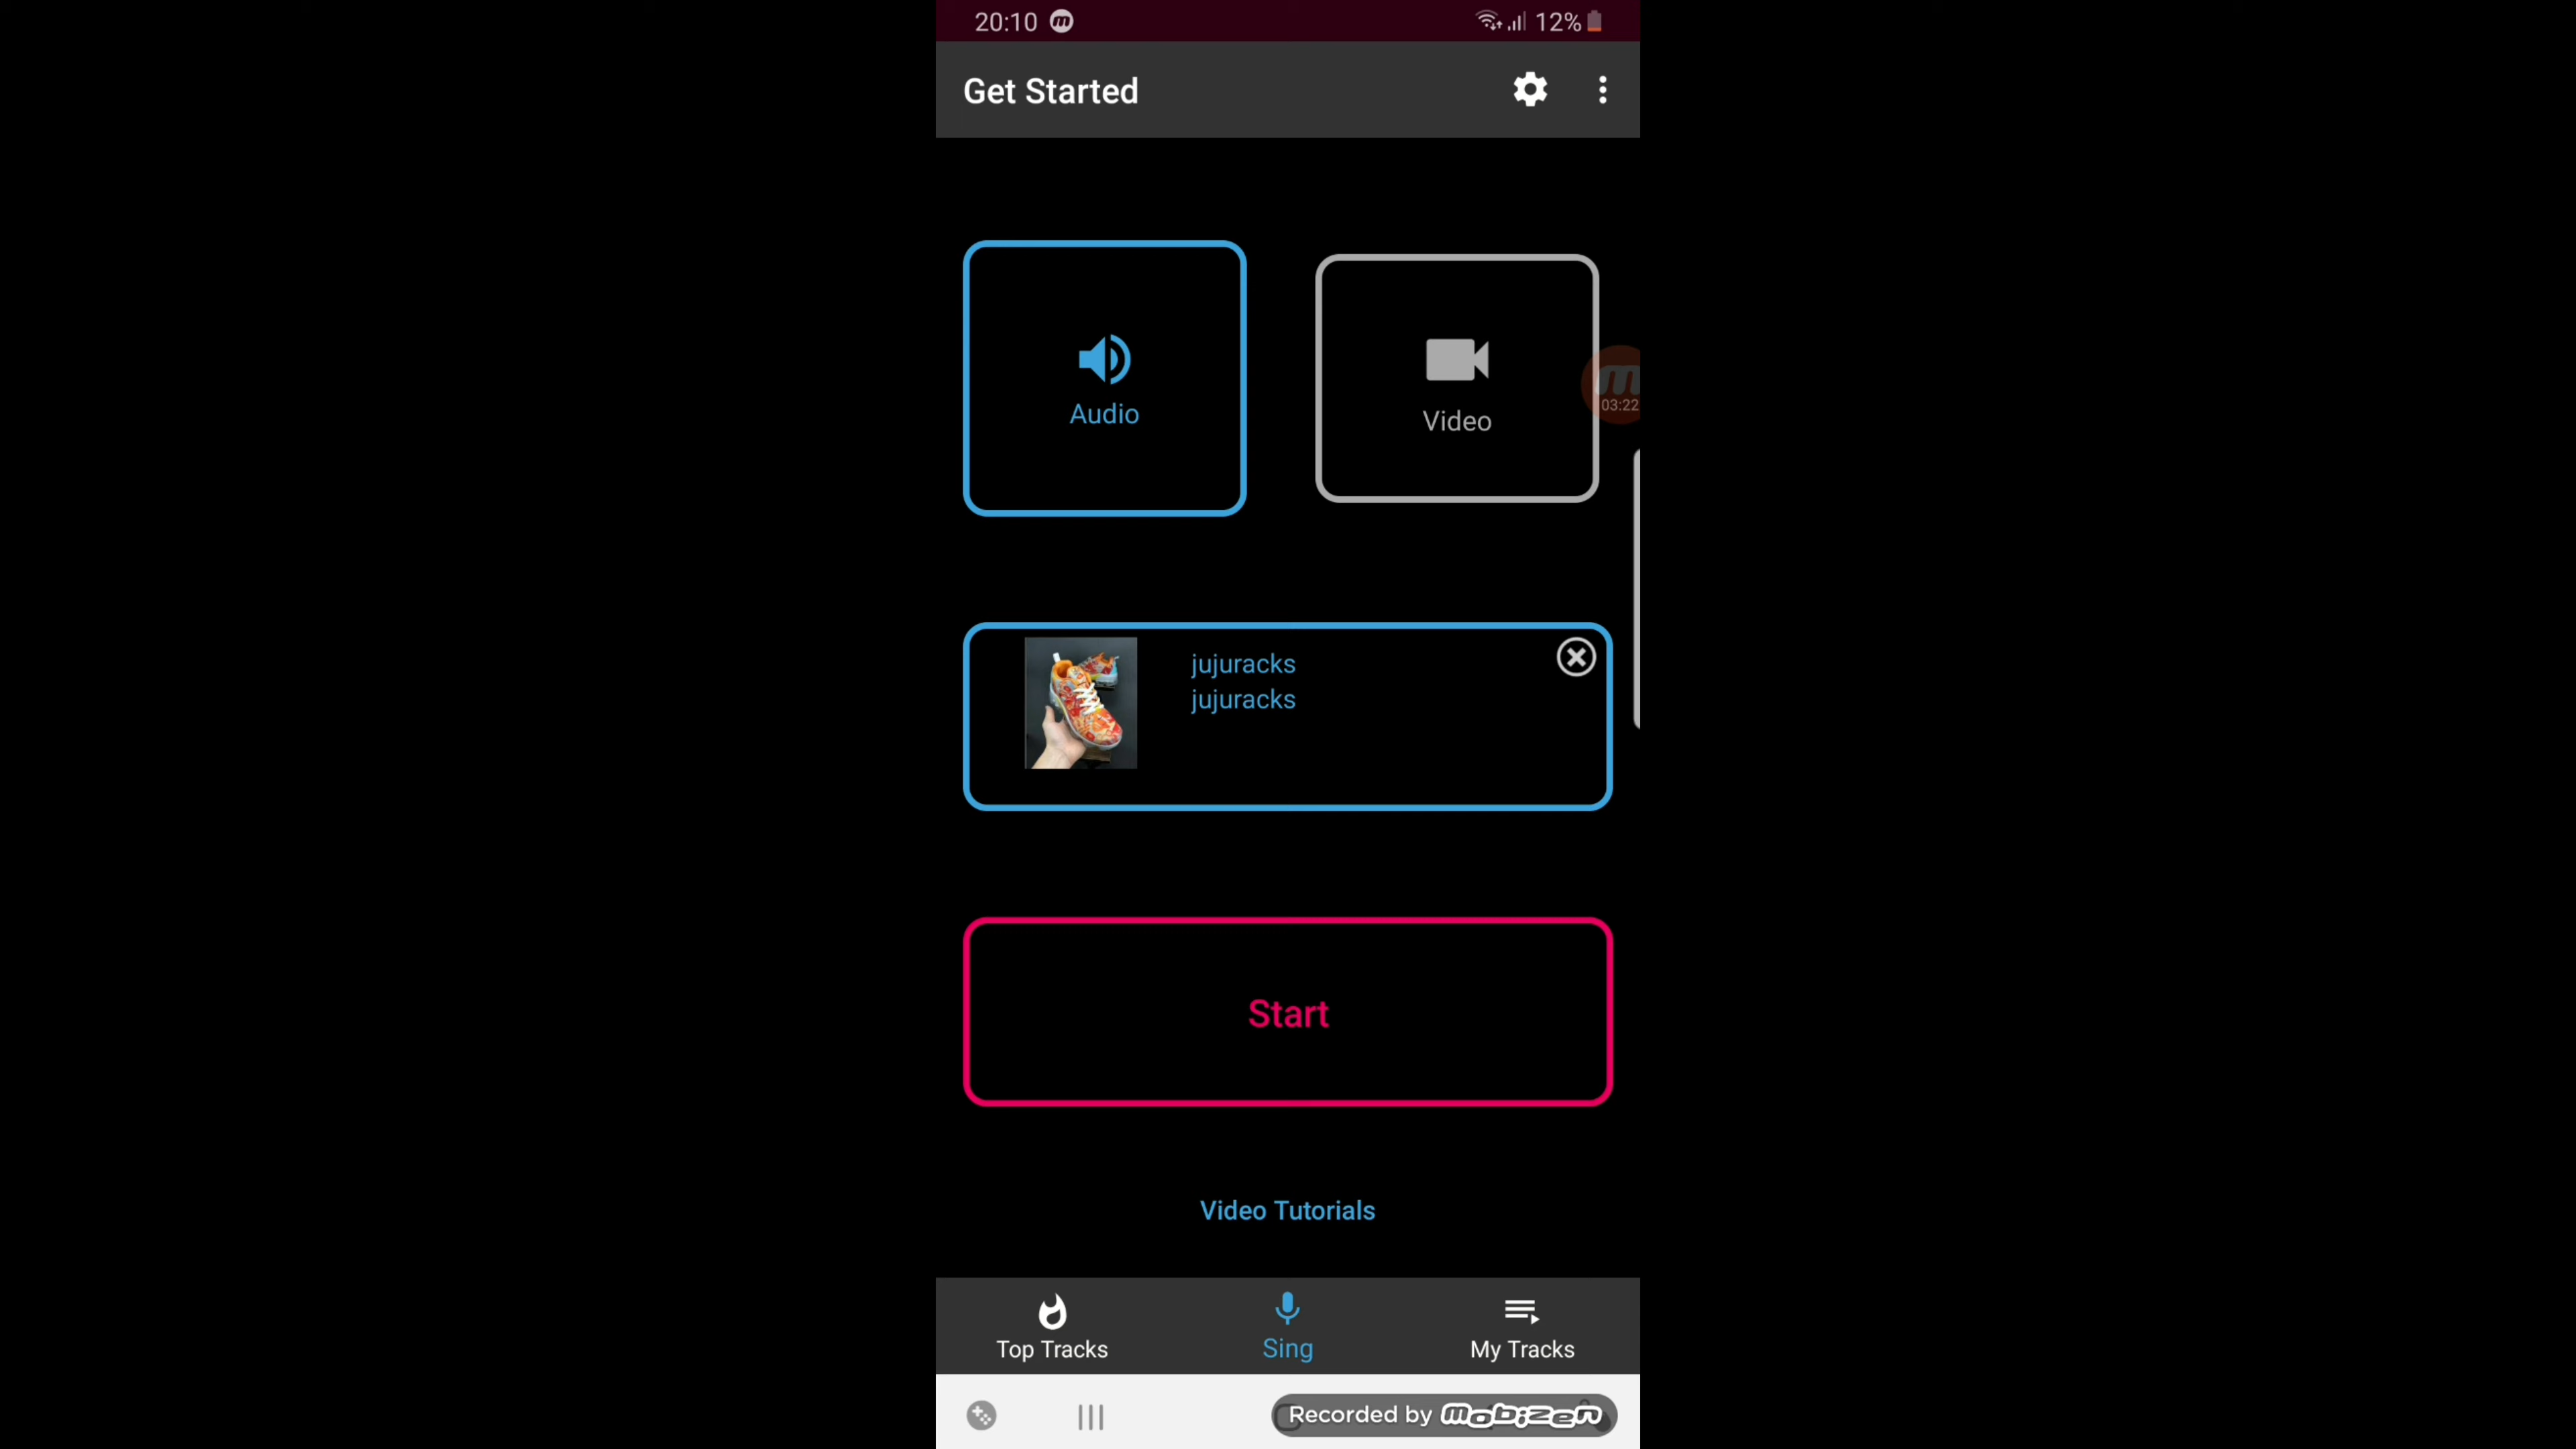 20:10
12%
Get Started
Audio
Video
03:22
jujuracks
jujuracks
Start
Video Tutorials
Top Tracks
Sing
My Tracks
Recorded by mobizen